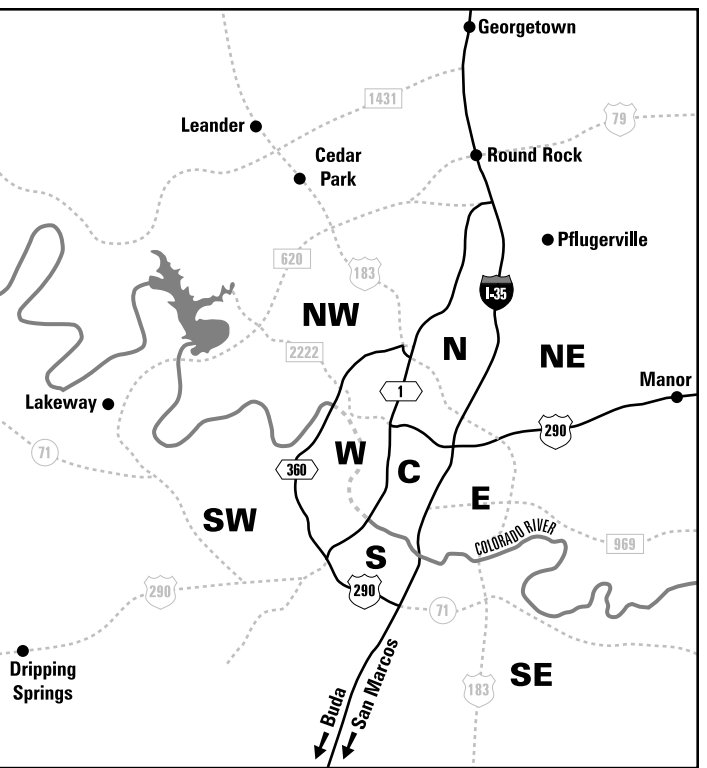 Georgetown
1431
79
Leander
Round Rock
Cedar
Park
Pflugerville
620
183
I-35
NW
N
NE
2222
Manor
1
Lakeway
290
71
W
360
C
E
SW
COLORADO RIVER
969
S
290
290
71
Dripping
Springs
SE
183
Buda
San Marcos